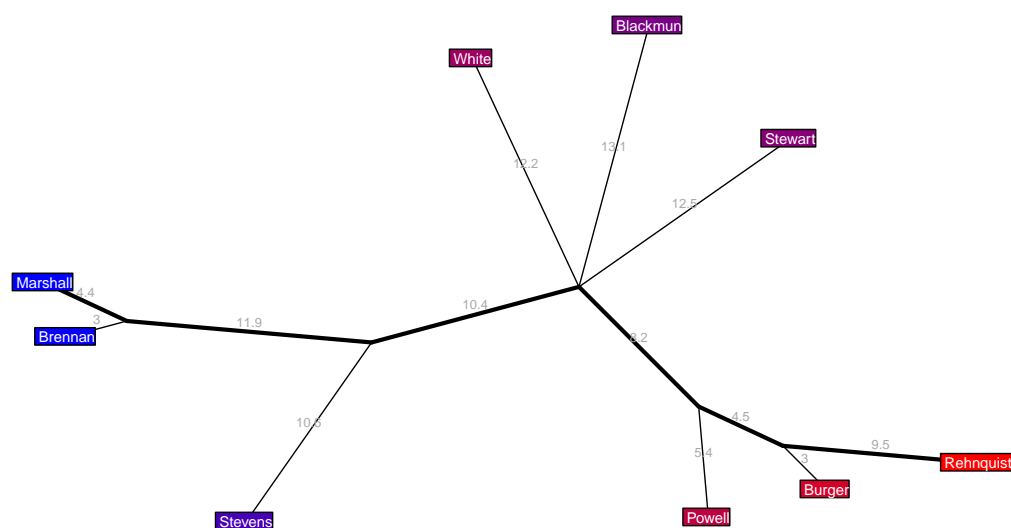 Blackmun
White
Stewart
13.1
12.2
12.5
Marshall
4.4
10.4
3
11.9
Brennan
8.2
4.5
10.6
9.5
5.4
3
Rehnquist
Burger
Powell
Stevens